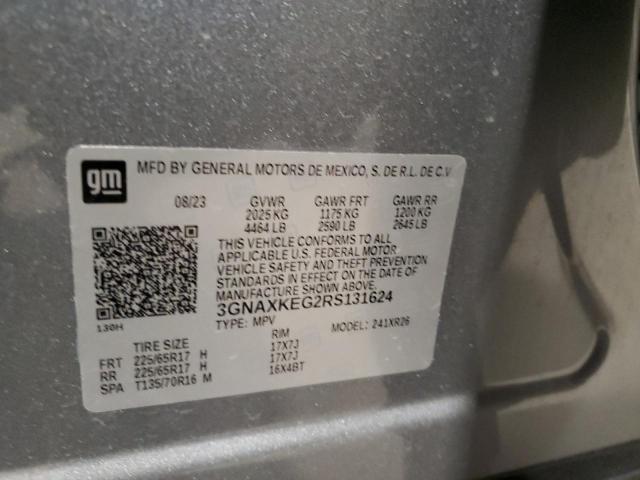 gm
MFD BY GENERAL MOTORS DE MEXICO, S. DE R.L. DE C.V
08/23 GVWR GAWR FRT GAWR RR
2025 KG 1175 KG 1200 KG
4464 LB 2590 LB 2645 LB
THIS VEHICLE CONFORMS TO ALL
APPLICABLE U.S. FEDERAL MOTOR
VEHICLE SAFETY AND THEFT PREVENTION
STANDARDS IN EFFECT ON THE DATE OF
MANUFACTURE.
3GNAXKEG2RS131624
130H
TYPE: MPV MODEL: 241XR26
TIRE SIZE RIM
FRT 225/65R17 H 17X7J
RR 225/65R17 H 17X7J
SPA T135/70R16 M 16X4BT